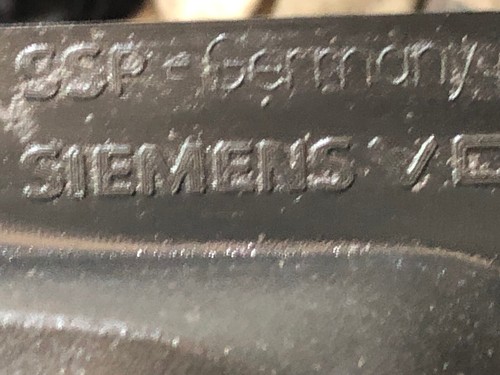 SSP - Germany
SIEMENS V